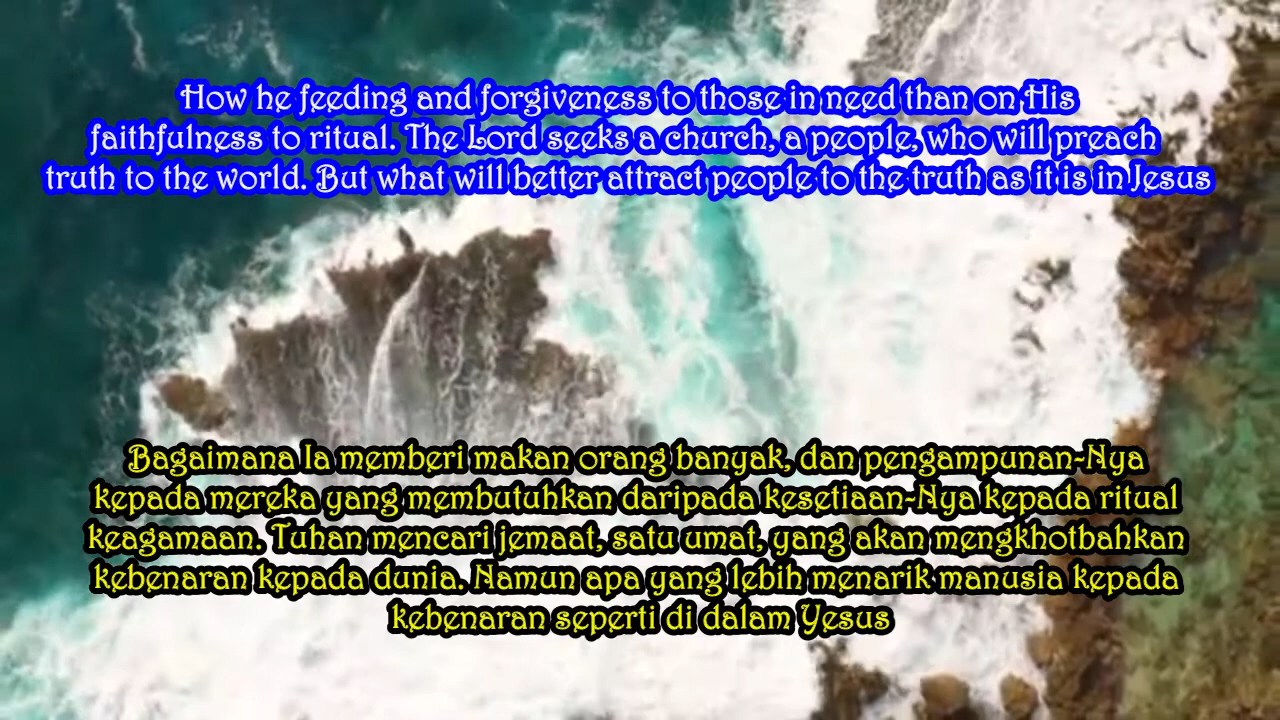 How he feeding and forgiveness to those in need than on His
faithfulness to ritual. The Lord seeks a church, a people, who will preach
truth to the world. But what will better attract people to the truth as it is in Jesus
Bagaimana Ia memberi makan orang banyak, dan pengampunan-Nya
kepada mereka yang membutuhkan daripada kesetiaan-Nya kepada ritual
keagamaan. Tuhan mencari jemaat, satu umat, yang akan mengkhotbahkan
kebenaran kepada dunia. Namun apa yang lebih menarik manusia kepada
kebenaran seperti di dalam Yesus